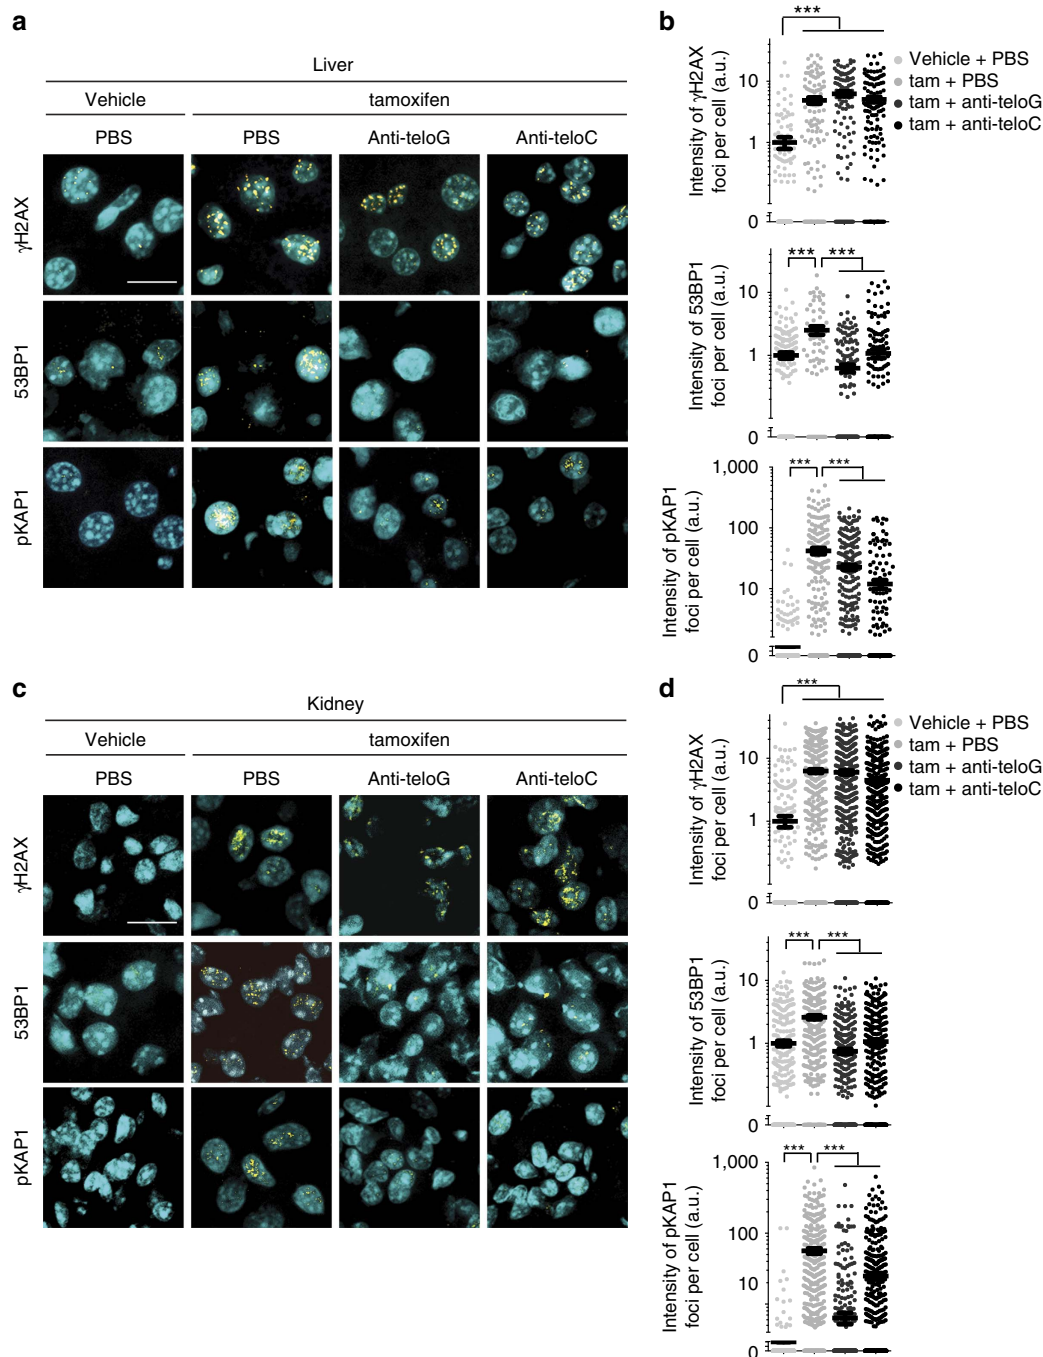 a
Liver
Vehicle
tamoxifen
PBS
PBS
Anti-teloG
Anti-teloC
γH2AX
53BP1
pKAP1
b
***
Intensity of γH2AX
foci per cell (a.u.)
10
1
0
Vehicle + PBS
tam + PBS
tam + anti-teloG
tam + anti-teloC
*** ***
Intensity of 53BP1
foci per cell (a.u.)
10
1
0
*** ***
Intensity of pKAP1
foci per cell (a.u.)
1,000
100
10
0
c
Kidney
Vehicle
tamoxifen
PBS
PBS
Anti-teloG
Anti-teloC
γH2AX
53BP1
pKAP1
d
***
Intensity of γH2AX
foci per cell (a.u.)
10
1
0
Vehicle + PBS
tam + PBS
tam + anti-teloG
tam + anti-teloC
*** ***
Intensity of 53BP1
foci per cell (a.u.)
10
1
0
*** ***
Intensity of pKAP1
foci per cell (a.u.)
1,000
100
10
0